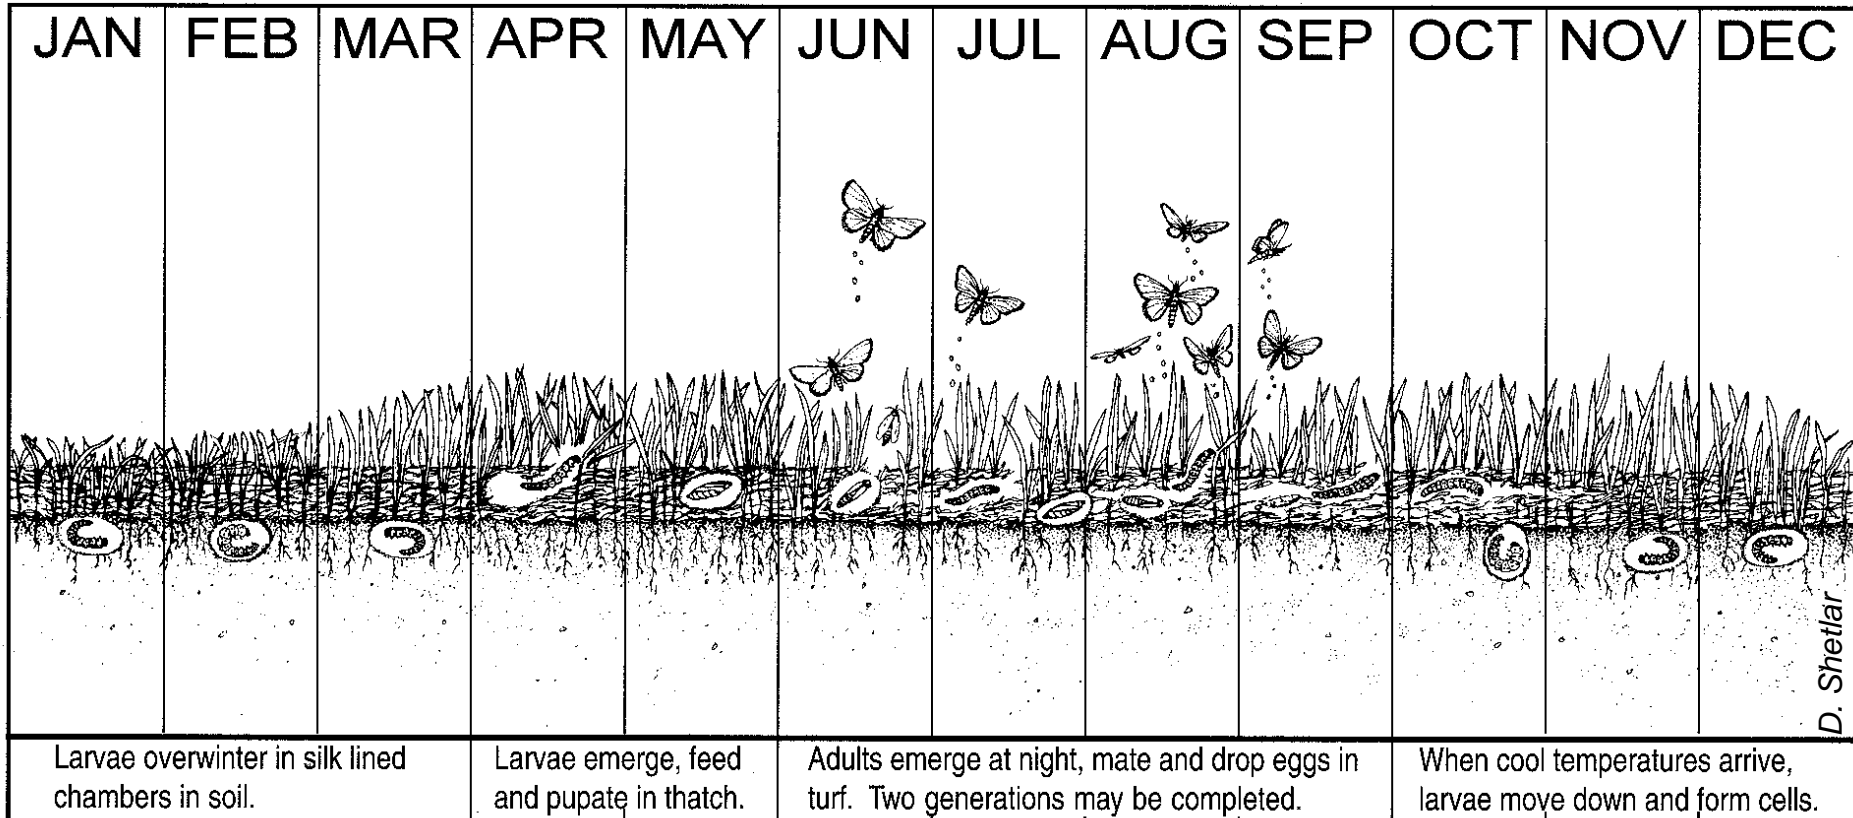 JAN FEB MAR APR MAY JUN JUL AUG SEP OCT NOV DEC
D. Shetlar
Larvae overwinter in silk lined
chambers in soil.
Larvae emerge, feed
and pupate in thatch.
Adults emerge at night, mate and drop eggs in
turf. Two generations may be completed.
When cool temperatures arrive,
larvae move down and form cells.